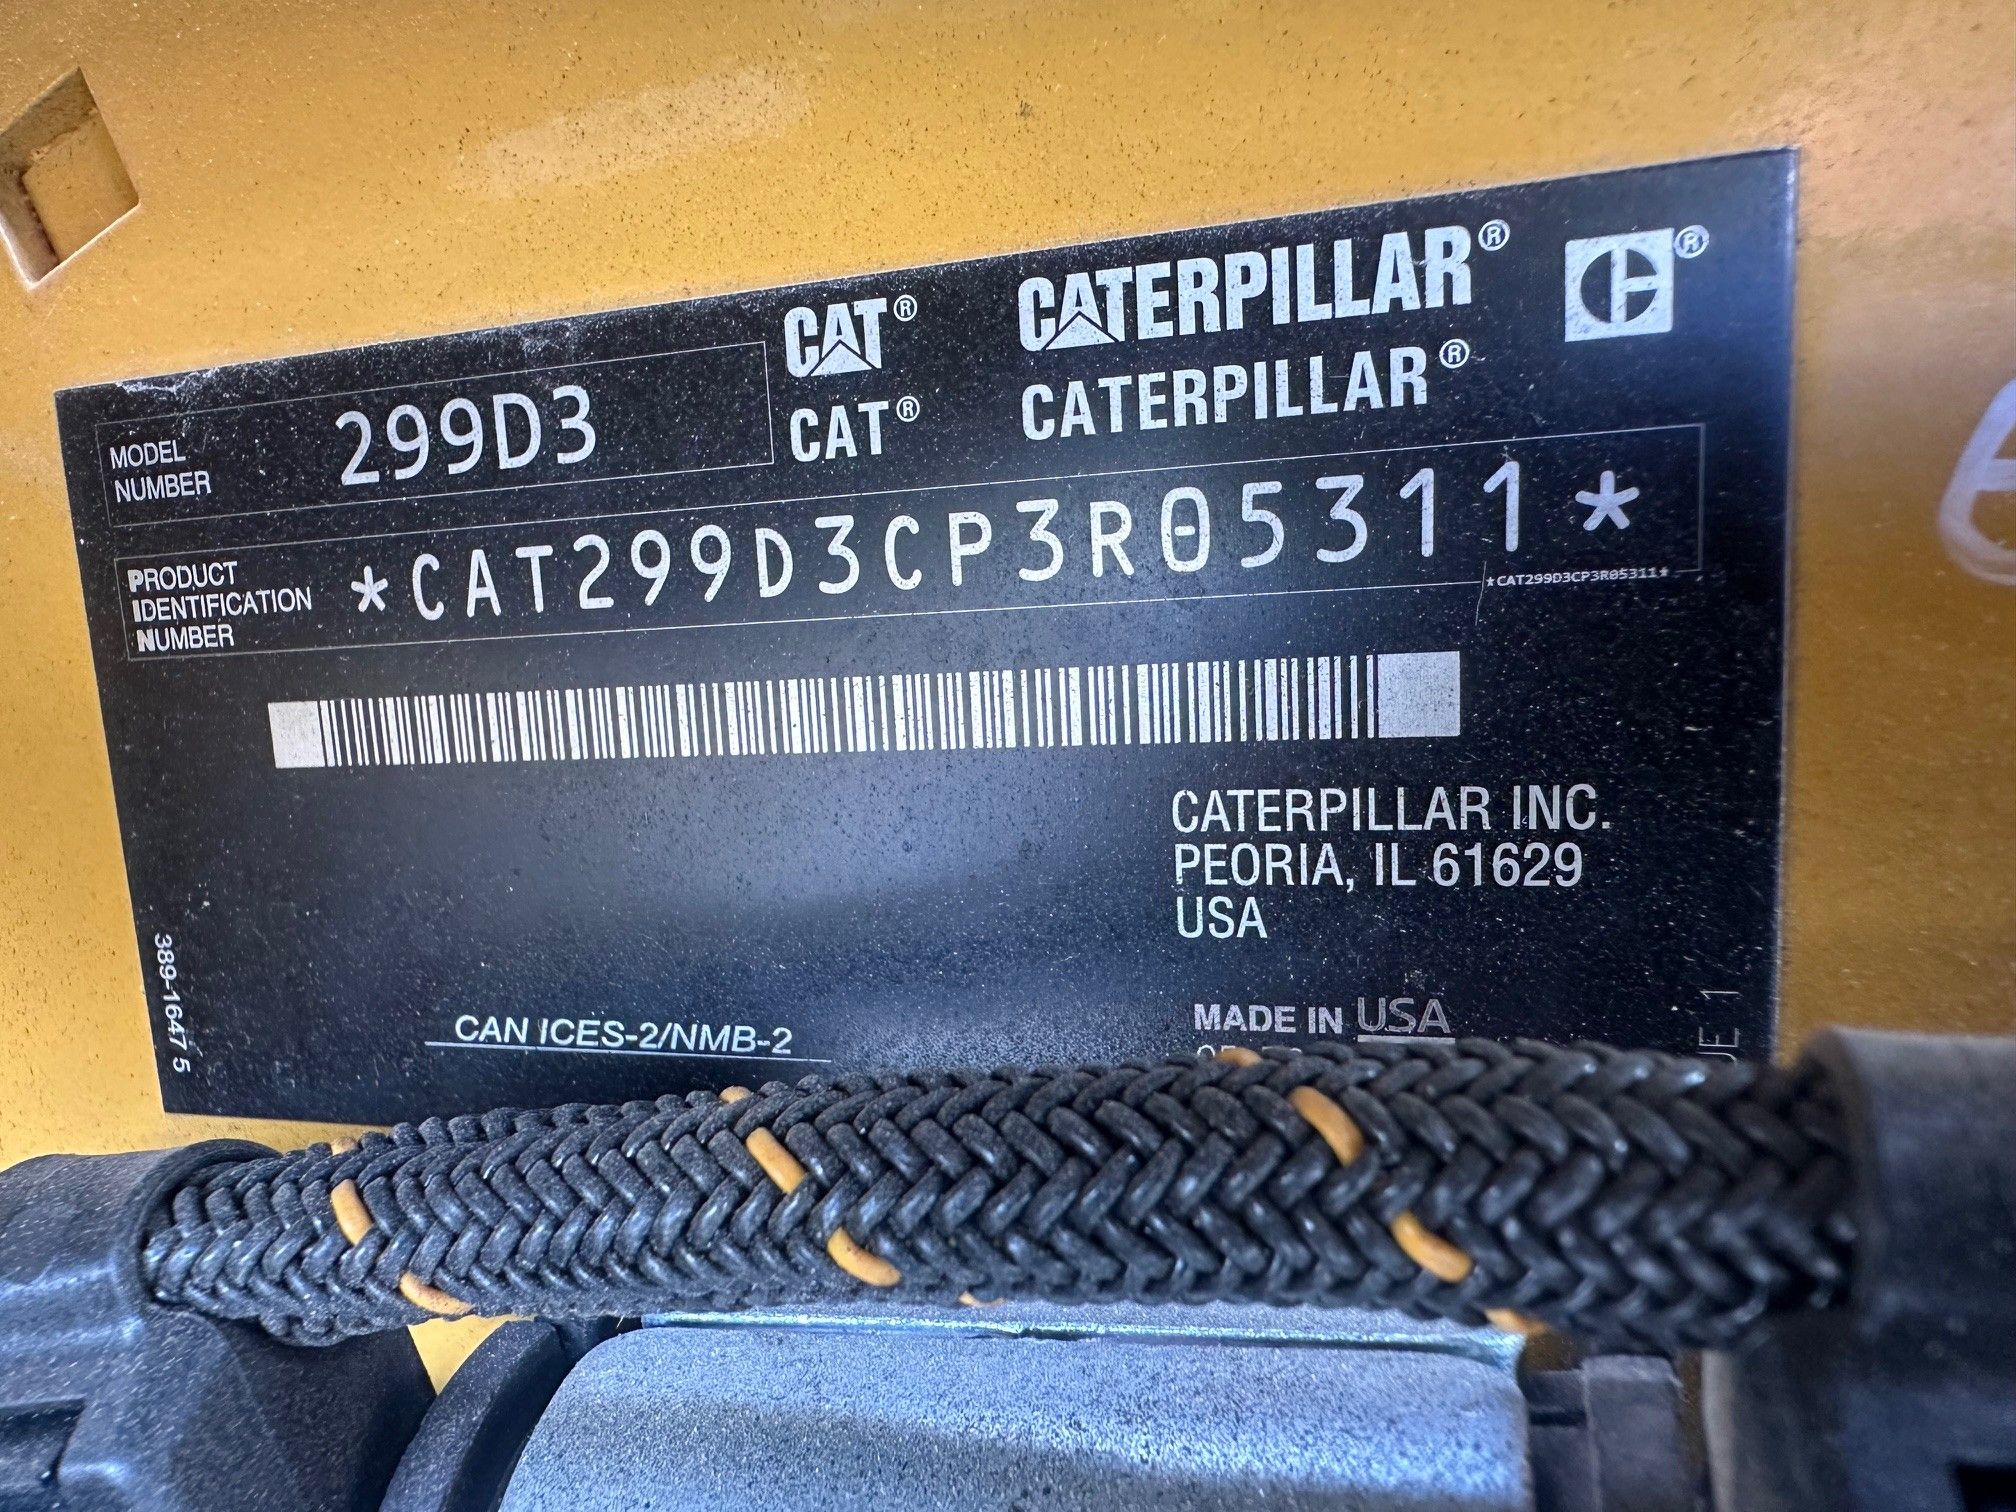 CAT® CATERPILLAR® ®
CAT® CATERPILLAR®
MODEL
NUMBER
299D3
PRODUCT
IDENTIFICATION
NUMBER
*CAT299D3CP3R05311*
*CAT299D3CP3R05311*
CATERPILLAR INC.
PEORIA, IL 61629
USA
389-1647 5
CAN ICES-2/NMB-2
MADE IN USA